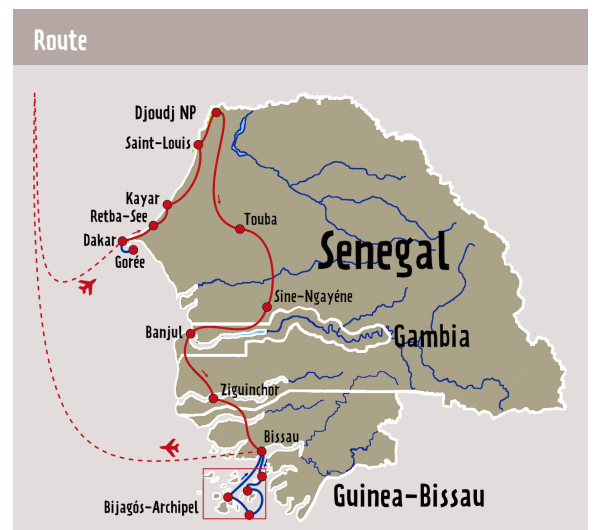 Route
Djoudj NP
Saint-Louis
Kayar
Retba-See
Dakar
Gorée
Touba
Senegal
Sine-Ngayéne
Banjul
Gambia
Ziguinchor
Bissau
Bijagós-Archipel
Guinea-Bissau